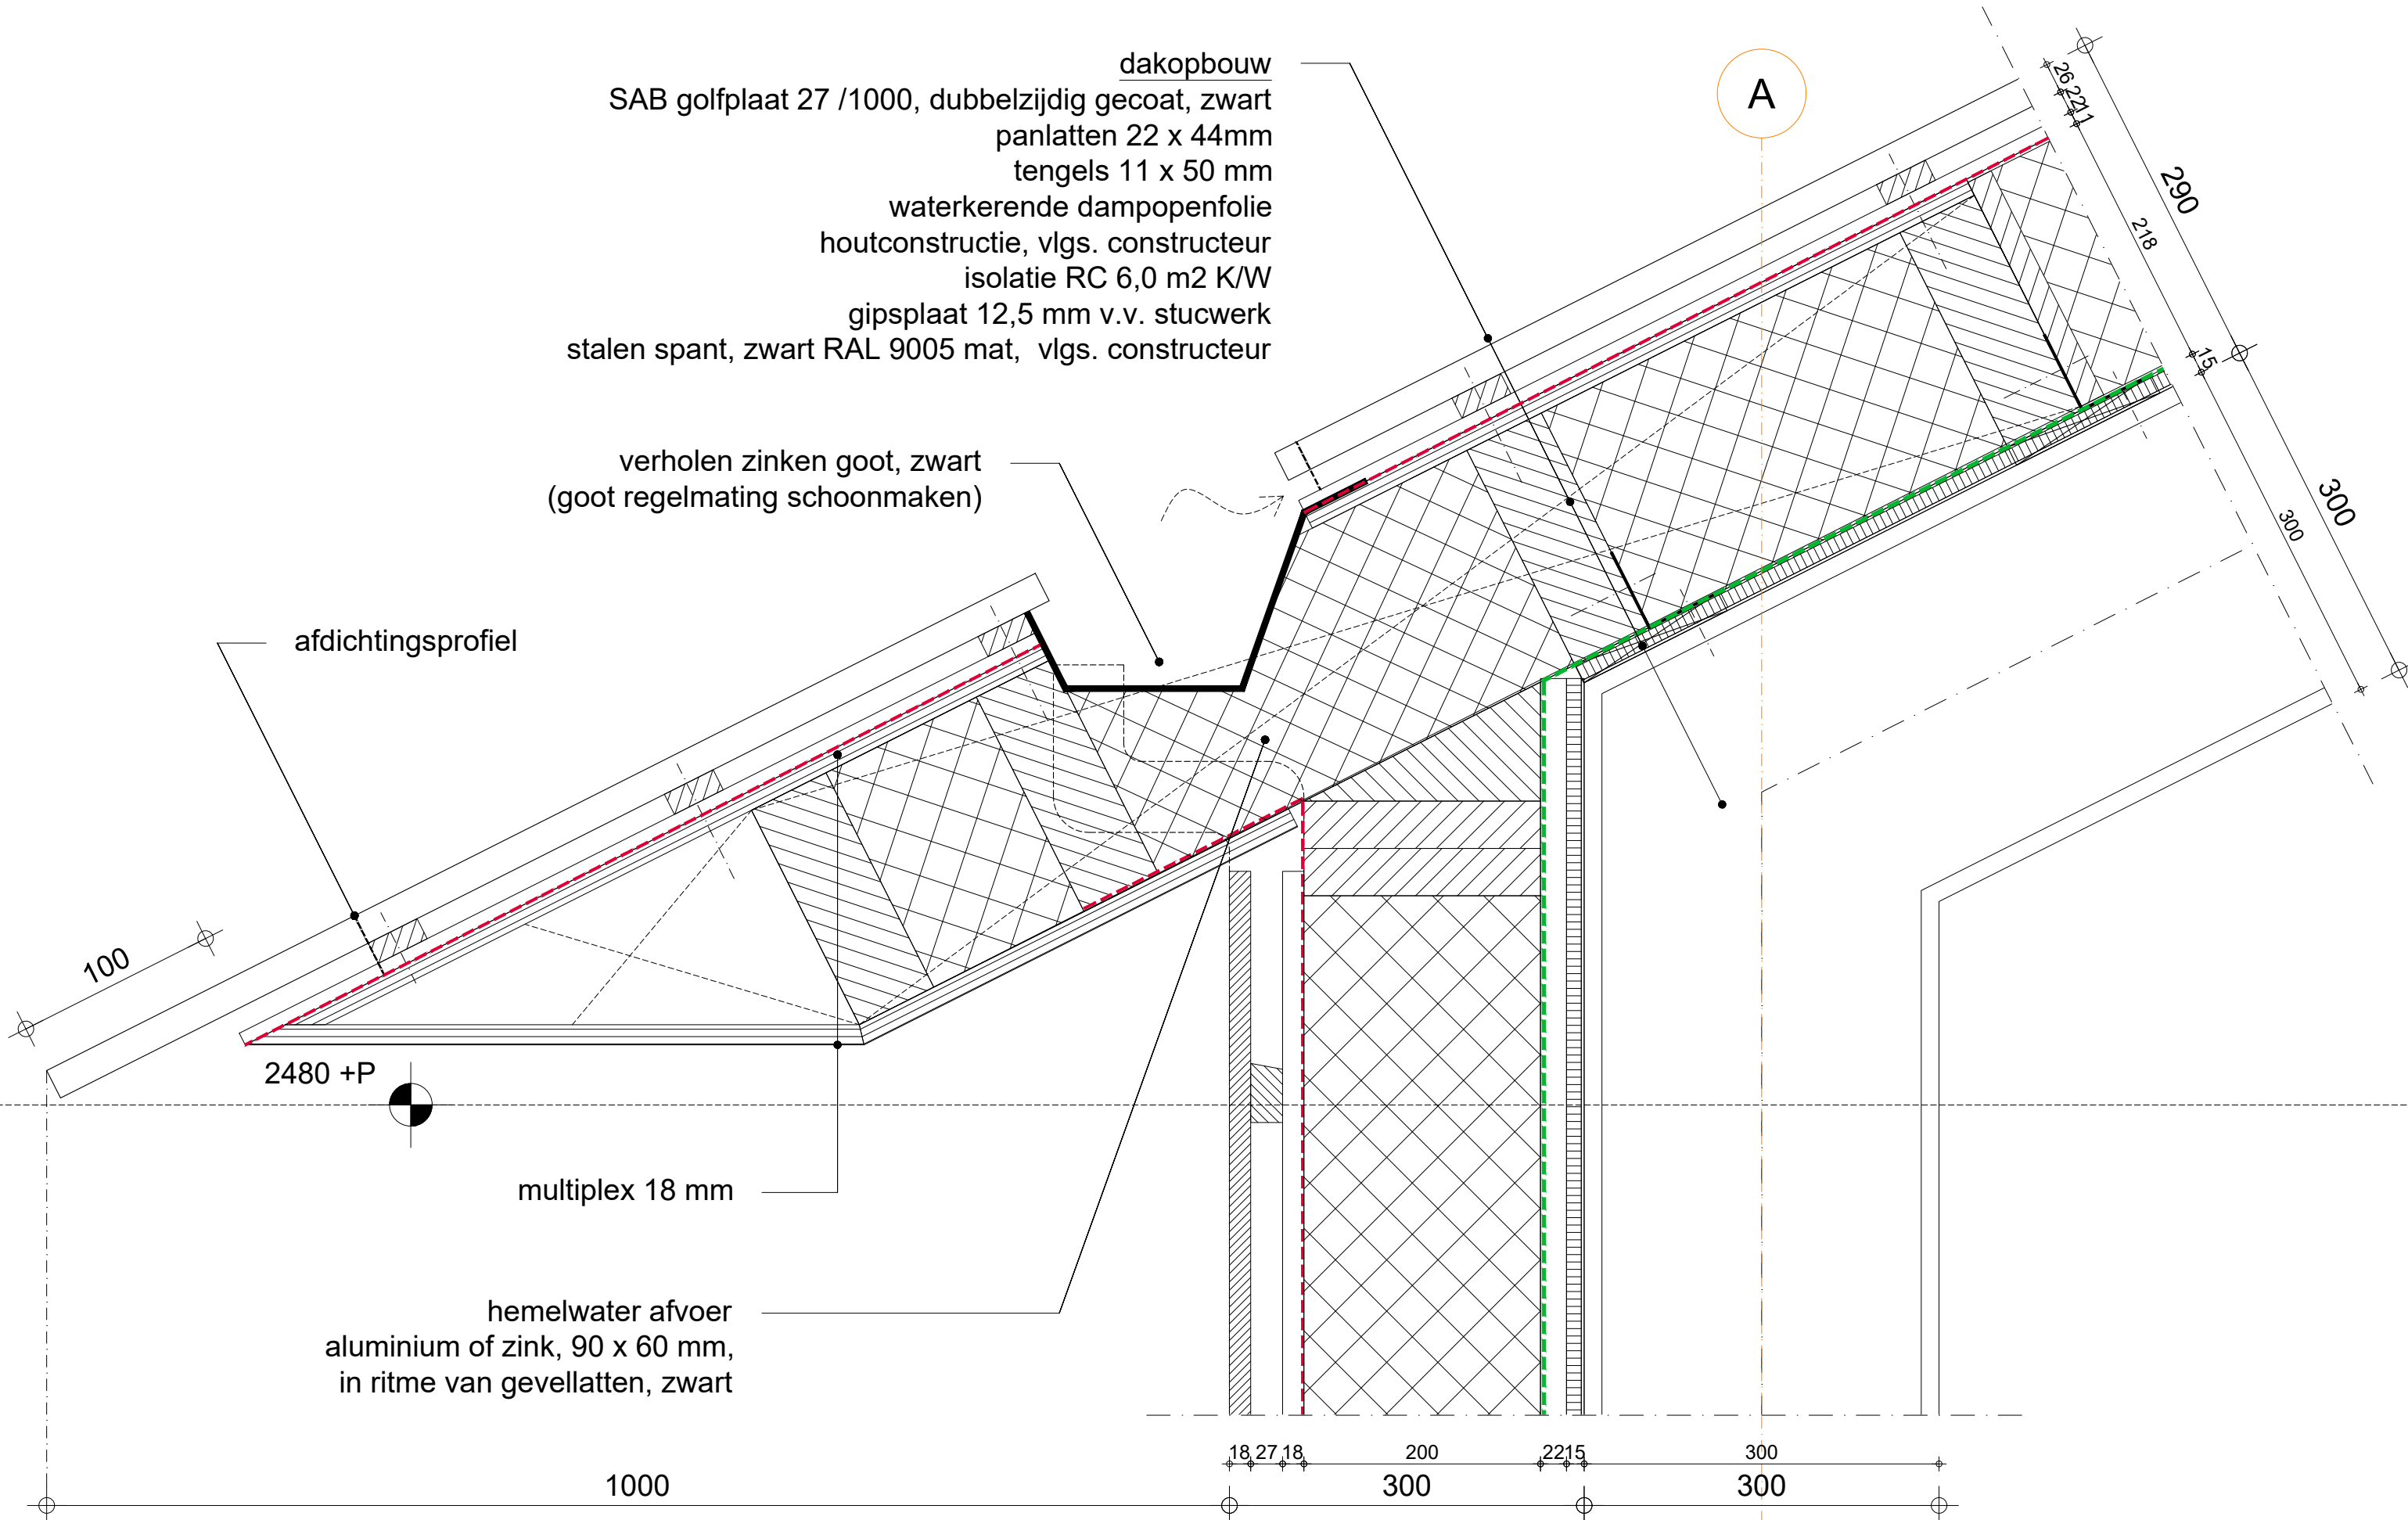 dakopbouw
SAB golfplaat 27 /1000, dubbelzijdig gecoat, zwart
panlatten 22 x 44mm
tengels 11 x 50 mm
waterkerende dampopenfolie
houtconstructie, vlgs. constructeur
isolatie RC 6,0 m2 K/W
gipsplaat 12,5 mm v.v. stucwerk
stalen spant, zwart RAL 9005 mat, vlgs. constructeur
A
26
22
11
290
218
15
300
300
verholen zinken goot, zwart
(goot regelmating schoonmaken)
afdichtingsprofiel
100
2480 +P
multiplex 18 mm
hemelwater afvoer
aluminium of zink, 90 x 60 mm,
in ritme van gevellatten, zwart
18 27 18 200 22 15 300
1000 300 300